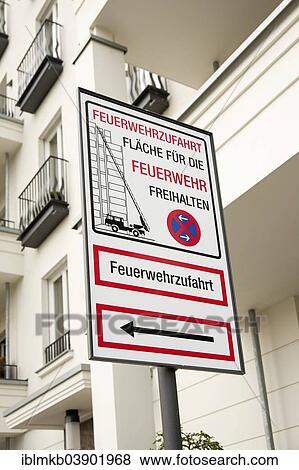 FEUERWEHRZUFAHRT
FLÄCHE FÜR DIE
FEUERWEHR
FREIHALTEN
Feuerwehrzufahrt
FOTOSEARCH
iblmkb03901968 www.fotosearch.com